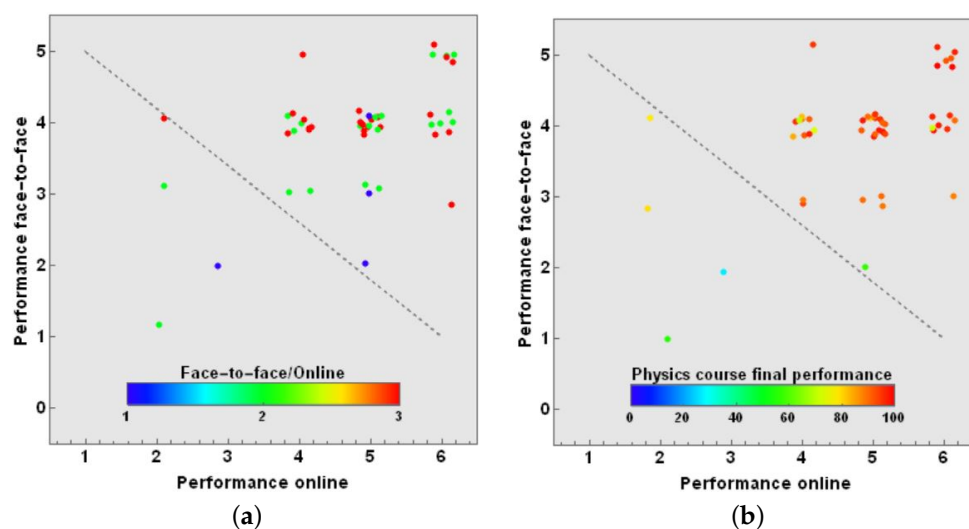 5
4
3
2
1
0
Performance face-to-face
Face-to-face/Online
1 2 3
1 2 3 4 5 6
Performance online
(a)
5
4
3
2
1
0
Performance face-to-face
Physics course final performance
0 20 40 60 80 100
1 2 3 4 5 6
Performance online
(b)